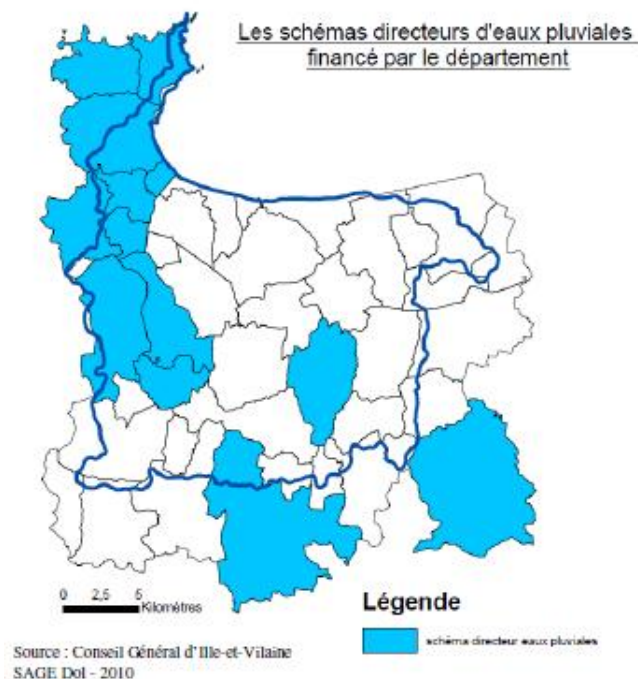 Les schémas directeurs d'eaux pluviales
financé par le département
0 2,5 5
Kilomètres
Légende
schéma directeur eaux pluviales
Source : Conseil Général d'Ille-et-Vilaine
SAGE Dol - 2010